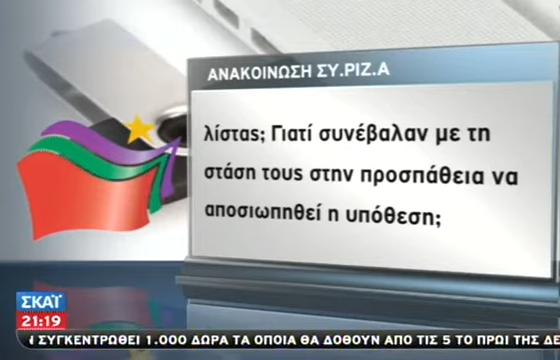 ΑΝΑΚΟΙΝΩΣΗ ΣΥ.ΡΙΖ.Α
λίστας; Γιατί συνέβαλαν με τη
στάση τους στην προσπάθεια να
αποσιωπηθεί η υπόθεση;
ΣΚΑΪ
21:19
Ν ΣΥΓΚΕΝΤΡΩΘΕΙ 1.000 ΔΩΡΑ ΤΑ ΟΠΟΙΑ ΘΑ ΔΟΘΟΥΝ ΑΠΟ ΤΙΣ 5 ΤΟ ΠΡΩΙ ΤΗΣ